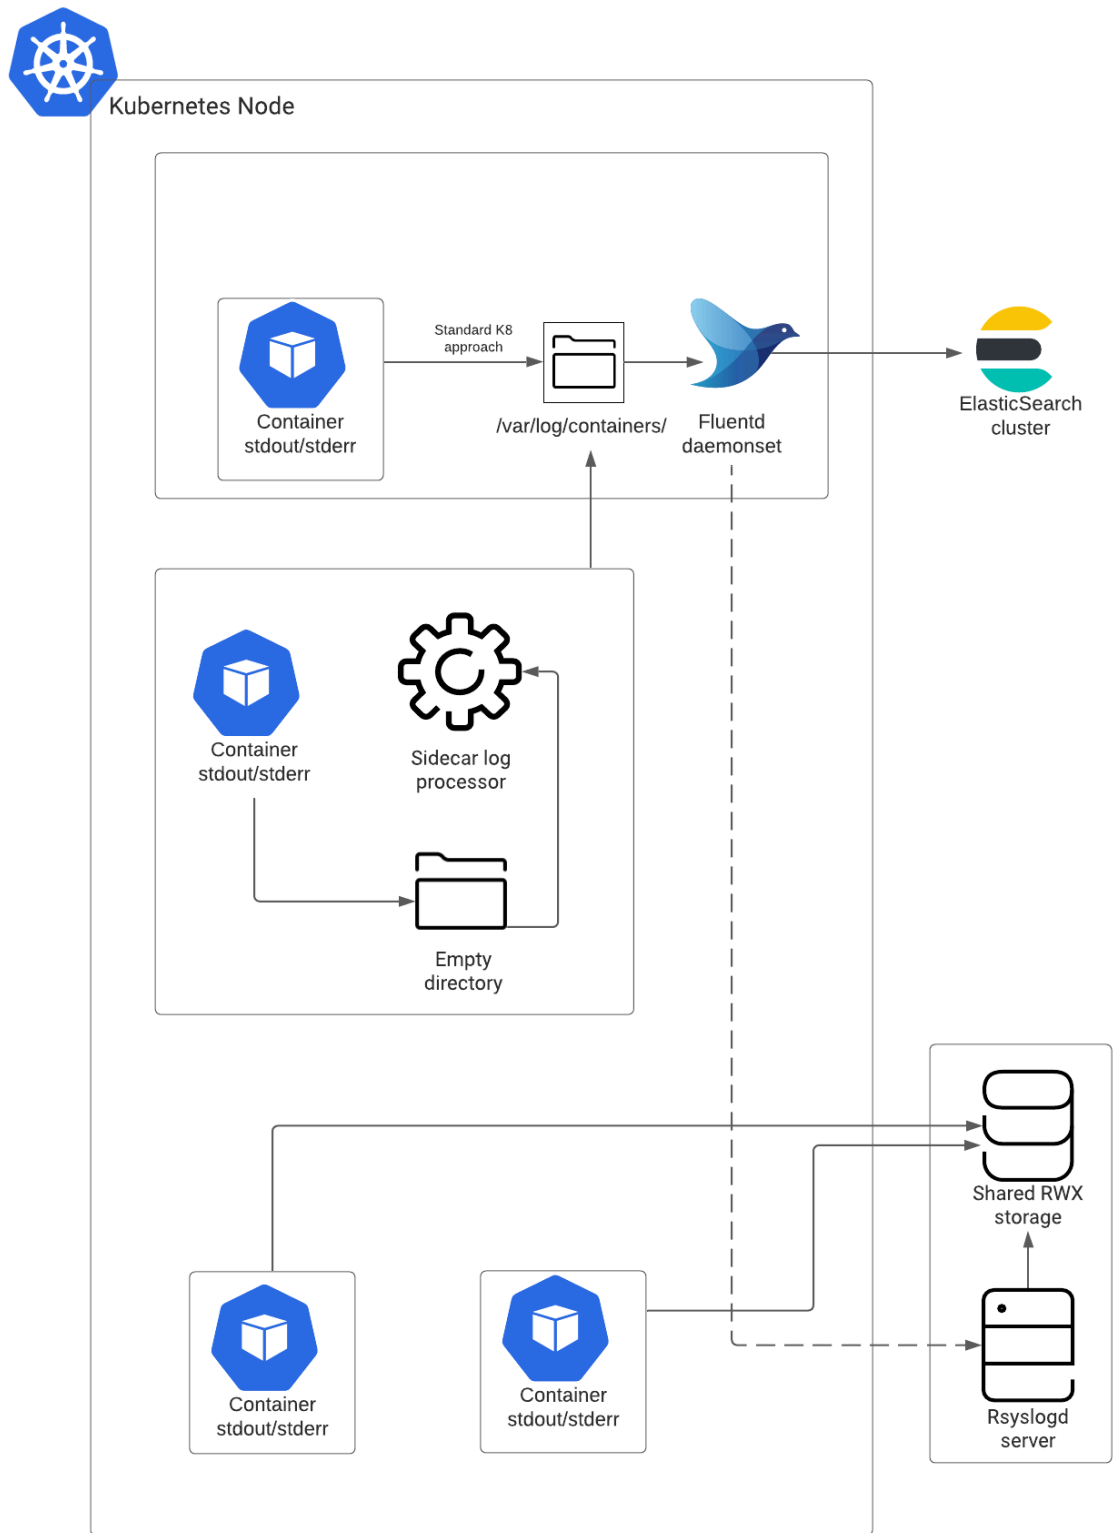 Kubernetes Node
Standard K8
approach
Container
stdout/stderr
/var/log/containers/
Fluentd
daemonset
ElasticSearch
cluster
Container
stdout/stderr
Sidecar log
processor
Empty
directory
Shared RWX
storage
Container
stdout/stderr
Container
stdout/stderr
Rsyslogd
server